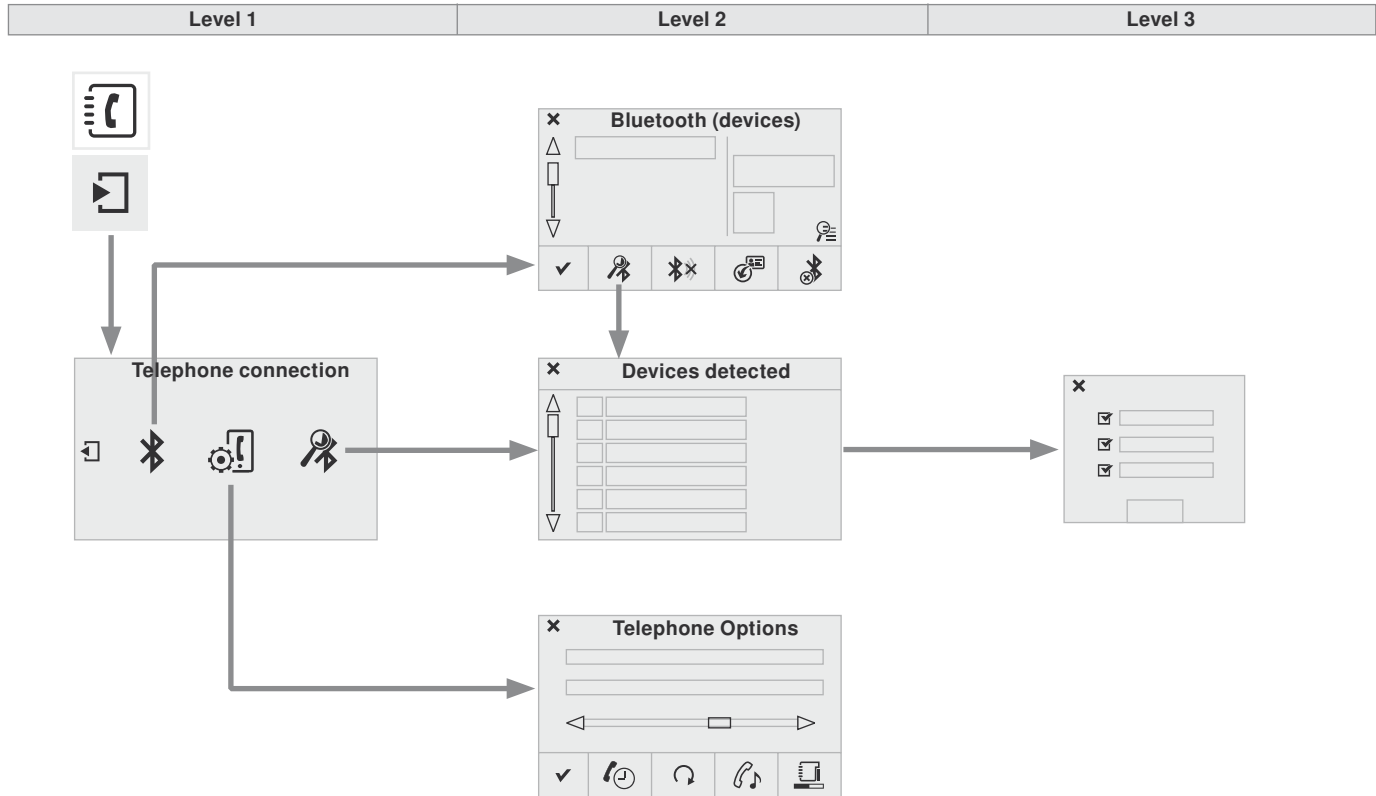 Level 1
Level 2
Level 3
Bluetooth (devices)
Telephone connection
Devices detected
Telephone Options